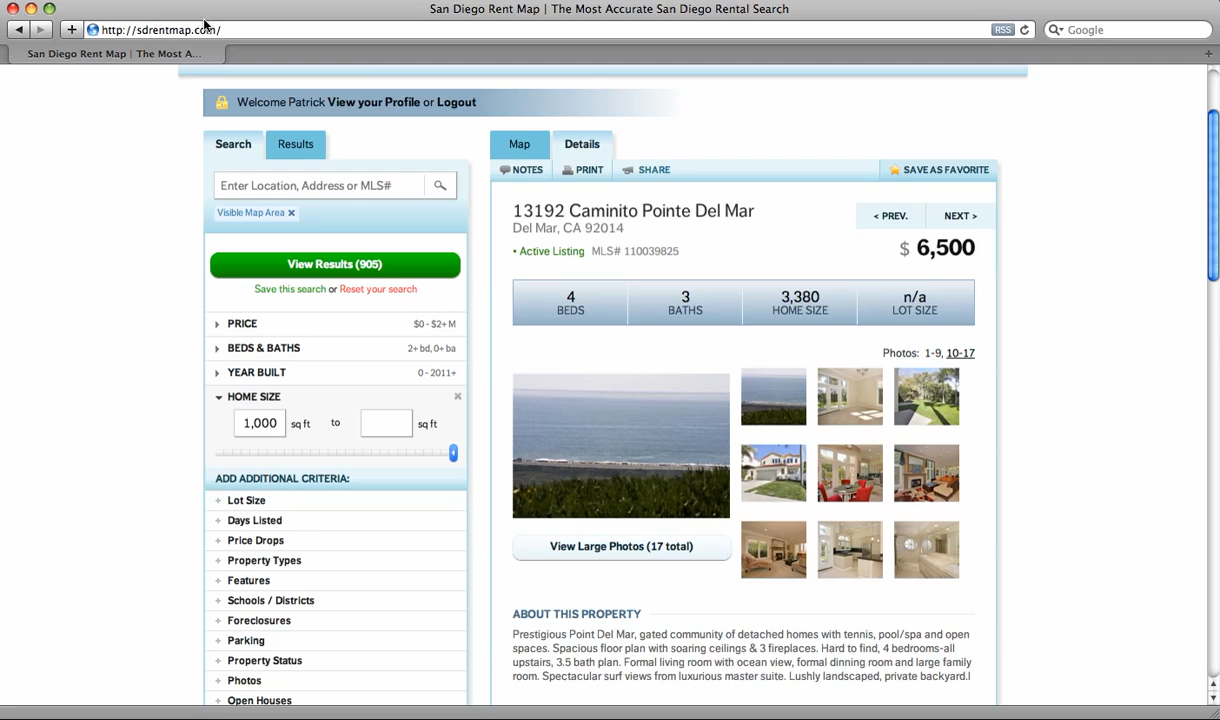 San Diego Rent Map | The Most Accurate San Diego Rental Search
http://sdrentmap.com/
RSS
Google
San Diego Rent Map | The Most A...
Welcome Patrick View your Profile or Logout
Search
Results
Enter Location, Address or MLS#
Visible Map Area
View Results (905)
Save this search or Reset your search
PRICE $0 - $2+ M
BEDS & BATHS 2+ bd, 0+ ba
YEAR BUILT 0 - 2011+
HOME SIZE
1,000 sq ft to sq ft
ADD ADDITIONAL CRITERIA:
Lot Size
Days Listed
Price Drops
Property Types
Features
Schools / Districts
Foreclosures
Parking
Property Status
Photos
Open Houses
Map
Details
NOTES
PRINT
SHARE
SAVE AS FAVORITE
13192 Caminito Pointe Del Mar
Del Mar, CA 92014
• Active Listing MLS# 110039825
< PREV. NEXT >
$ 6,500
4 3 3,380 n/a
BEDS BATHS HOME SIZE LOT SIZE
Photos: 1-9, 10-17
View Large Photos (17 total)
ABOUT THIS PROPERTY
Prestigious Point Del Mar, gated community of detached homes with tennis, pool/spa and open
spaces. Spacious floor plan with soaring ceilings & 3 fireplaces. Hard to find, 4 bedrooms-all
upstairs, 3.5 bath plan. Formal living room with ocean view, formal dinning room and large family
room. Spectacular surf views from luxurious master suite. Lushly landscaped, private backyard.l